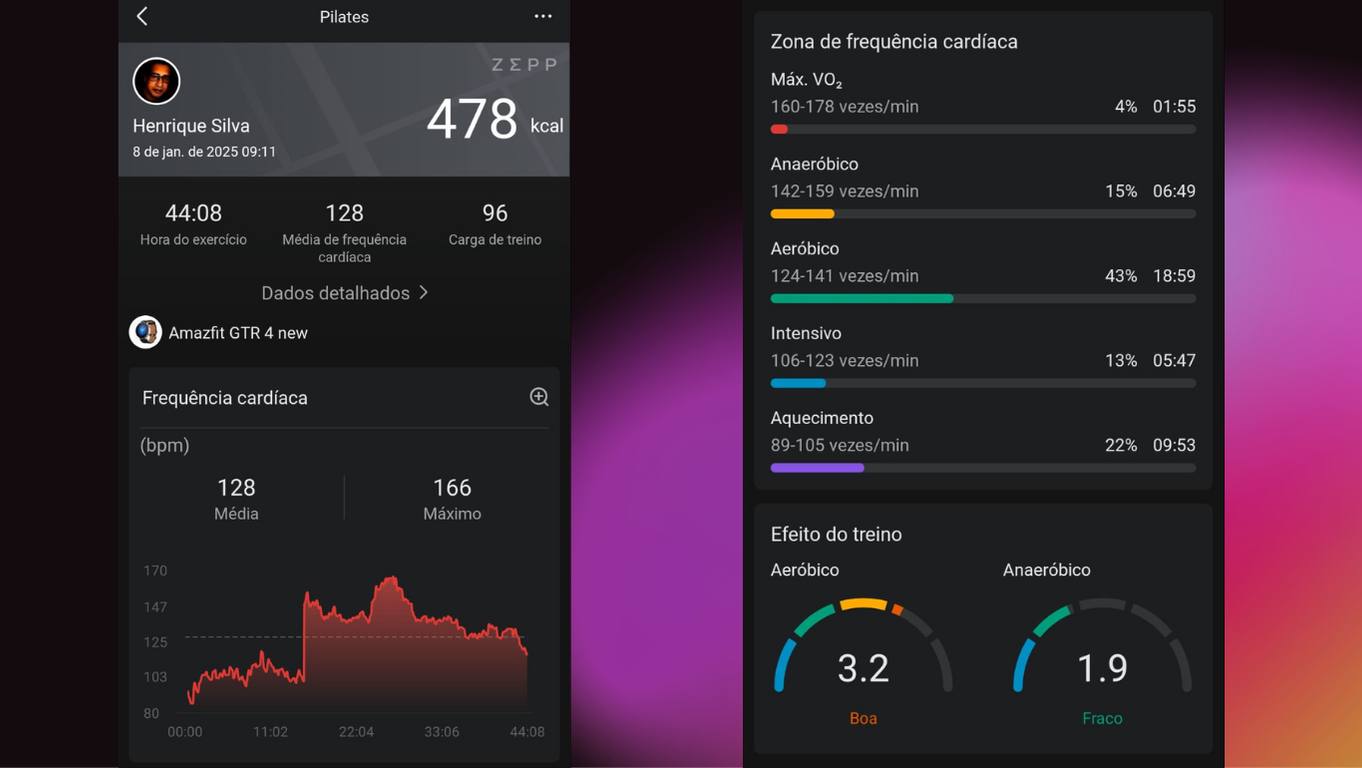 Pilates
ZΣPP
478 kcal
Henrique Silva
8 de jan. de 2025 09:11
44:08
Hora do exercício
128
Média de frequência
cardíaca
96
Carga de treino
Dados detalhados
Amazfit GTR 4 new
Frequência cardíaca
(bpm)
128
Média
166
Máximo
170
147
125
103
80
00:00 11:02 22:04 33:06 44:08
Zona de frequência cardíaca
Máx. VO₂
160-178 vezes/min 4% 01:55
Anaeróbico
142-159 vezes/min 15% 06:49
Aeróbico
124-141 vezes/min 43% 18:59
Intensivo
106-123 vezes/min 13% 05:47
Aquecimento
89-105 vezes/min 22% 09:53
Efeito do treino
Aeróbico
3.2
Boa
Anaeróbico
1.9
Fraco